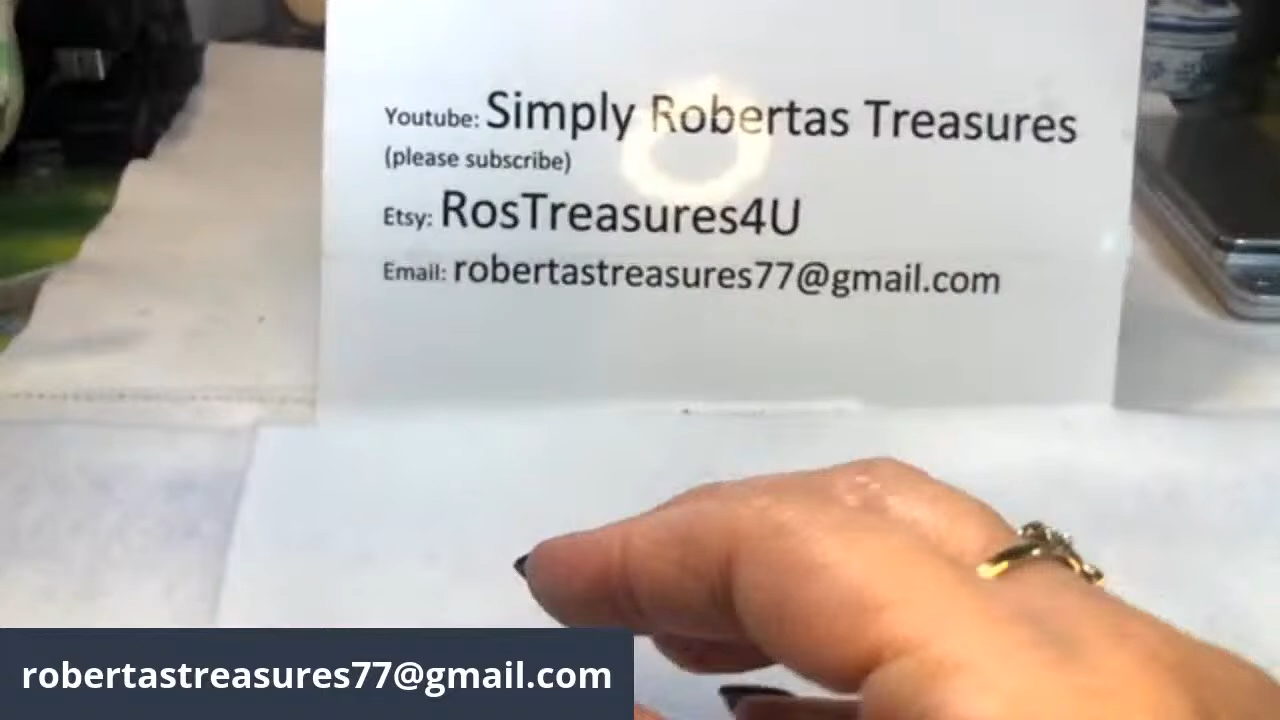 Youtube: Simply Robertas Treasures
(please subscribe)
Etsy: RosTreasures4U
Email: robertastreasures77@gmail.com
robertastreasures77@gmail.com